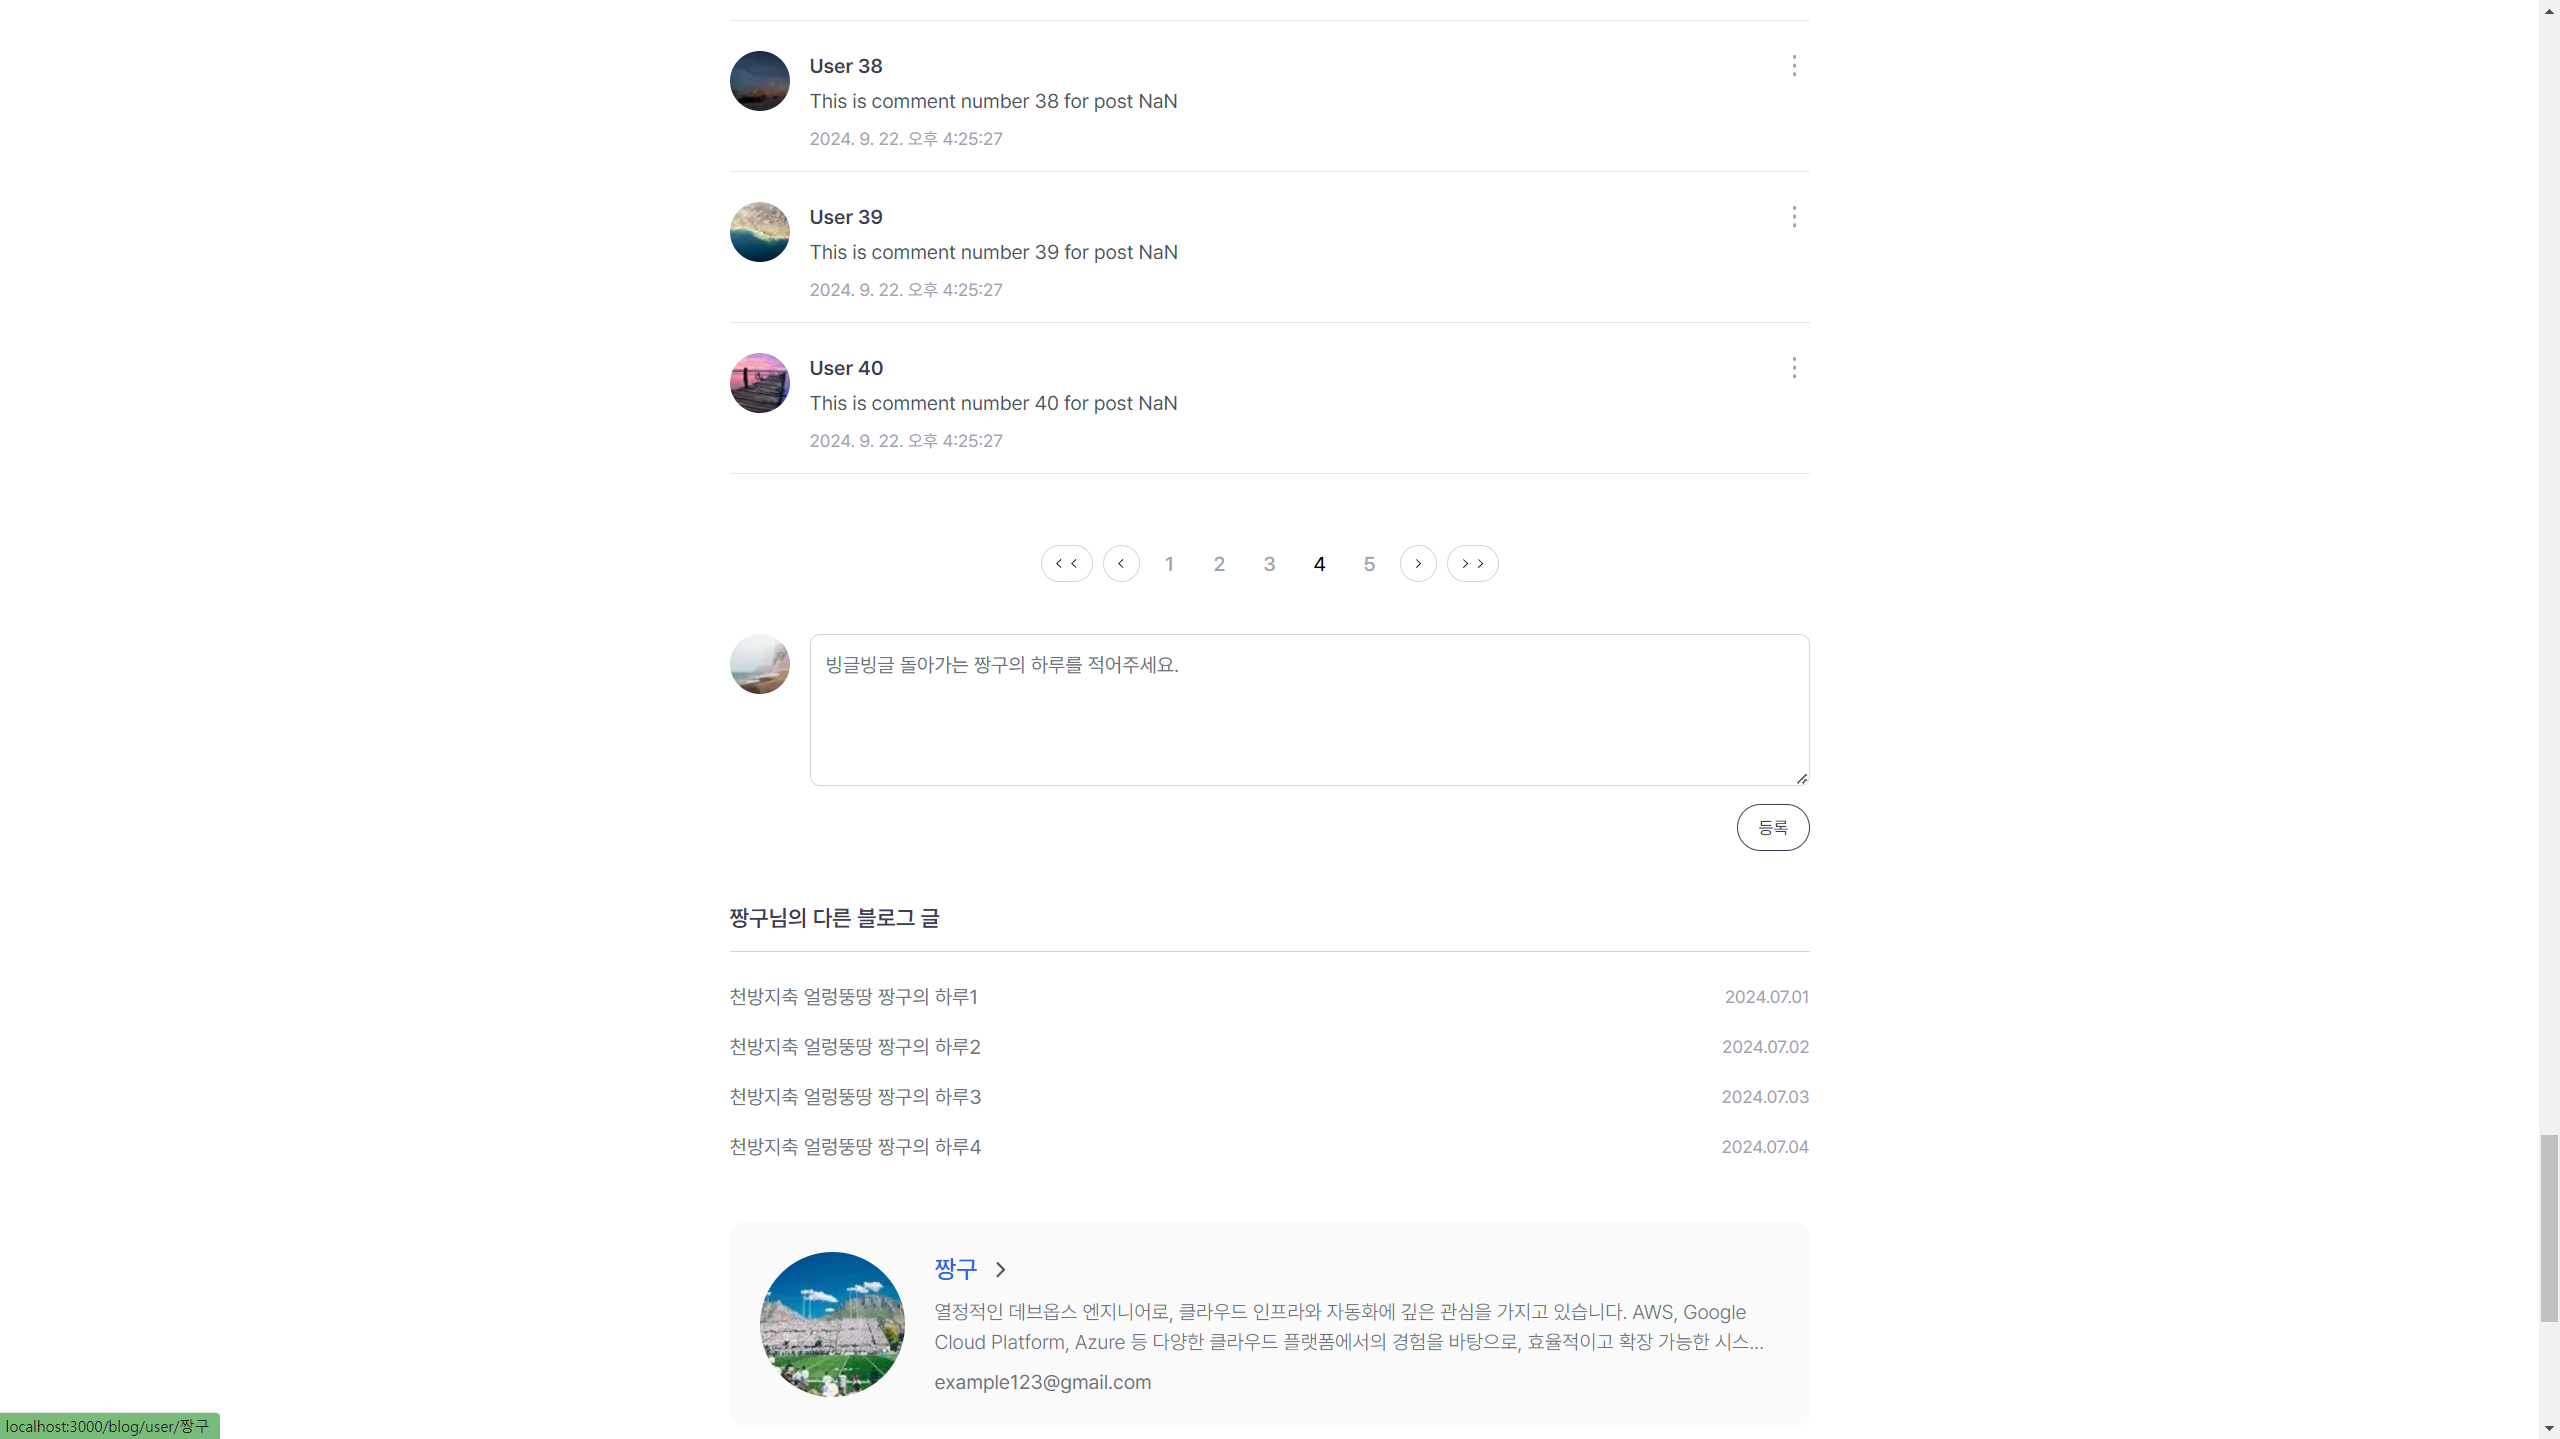 User 38
This is comment number 38 for post NaN
2024. 9. 22. 오후 4:25:27
User 39
This is comment number 39 for post NaN
2024. 9. 22. 오후 4:25:27
User 40
This is comment number 40 for post NaN
2024. 9. 22. 오후 4:25:27
< < < 1 2 3 4 5 > > >
빙글빙글 돌아가는 짱구의 하루를 적어주세요.
등록
짱구님의 다른 블로그 글
천방지축 얼렁뚱땅 짱구의 하루1 2024.07.01
천방지축 얼렁뚱땅 짱구의 하루2 2024.07.02
천방지축 얼렁뚱땅 짱구의 하루3 2024.07.03
천방지축 얼렁뚱땅 짱구의 하루4 2024.07.04
짱구 >
열정적인 데브옵스 엔지니어로, 클라우드 인프라와 자동화에 깊은 관심을 가지고 있습니다. AWS, Google
Cloud Platform, Azure 등 다양한 클라우드 플랫폼에서의 경험을 바탕으로, 효율적이고 확장 가능한 시스...
example123@gmail.com
localhost:3000/blog/user/짱구